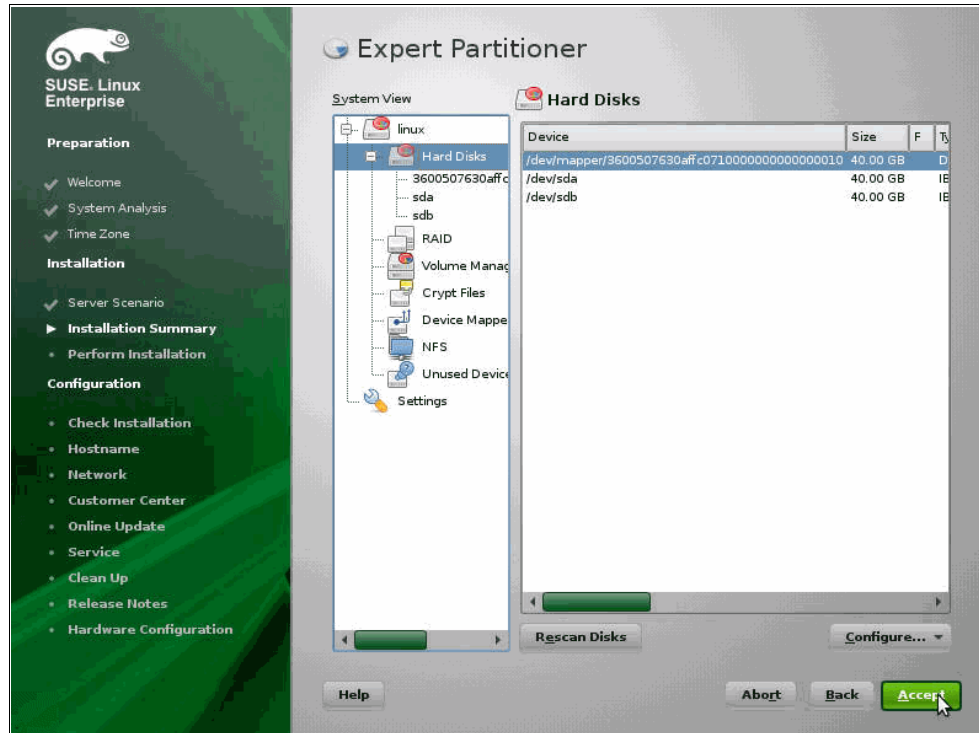 SUSE. Linux
Enterprise
Preparation
Welcome
System Analysis
Time Zone
Installation
Server Scenario
Installation Summary
Perform Installation
Configuration
Check Installation
Hostname
Network
Customer Center
Online Update
Service
Clean Up
Release Notes
Hardware Configuration
Expert Partitioner
System View
linux
Hard Disks
3600507630affc
sda
sdb
RAID
Volume Manag
Crypt Files
Device Mappe
NFS
Unused Device
Settings
Hard Disks
Device Size F Ty
/dev/mapper/3600507630affc0710000000000000010 40.00 GB D
/dev/sda 40.00 GB IB
/dev/sdb 40.00 GB IB
Rescan Disks Configure...
Help Abort Back Accept